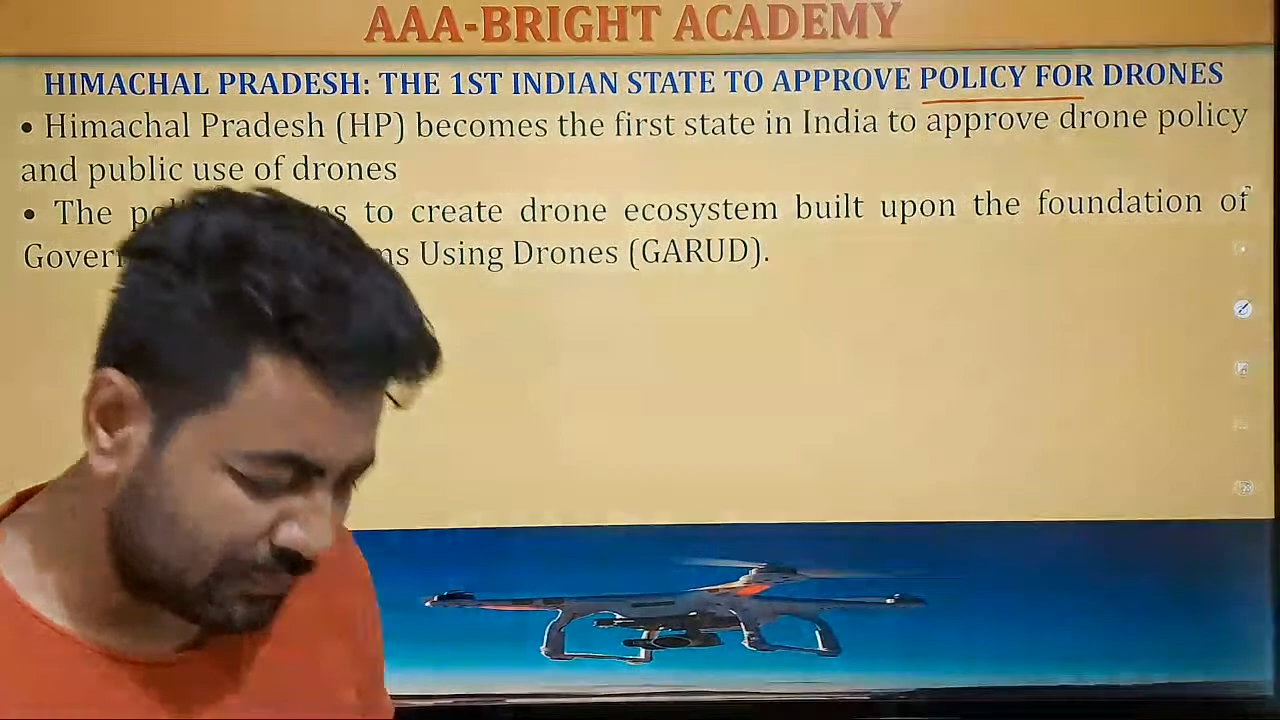 AAA-BRIGHT ACADEMY
HIMACHAL PRADESH: THE 1ST INDIAN STATE TO APPROVE POLICY FOR DRONES
• Himachal Pradesh (HP) becomes the first state in India to approve drone policy
and public use of drones
• The to create drone ecosystem built upon the foundation of
Using Drones (GARUD).